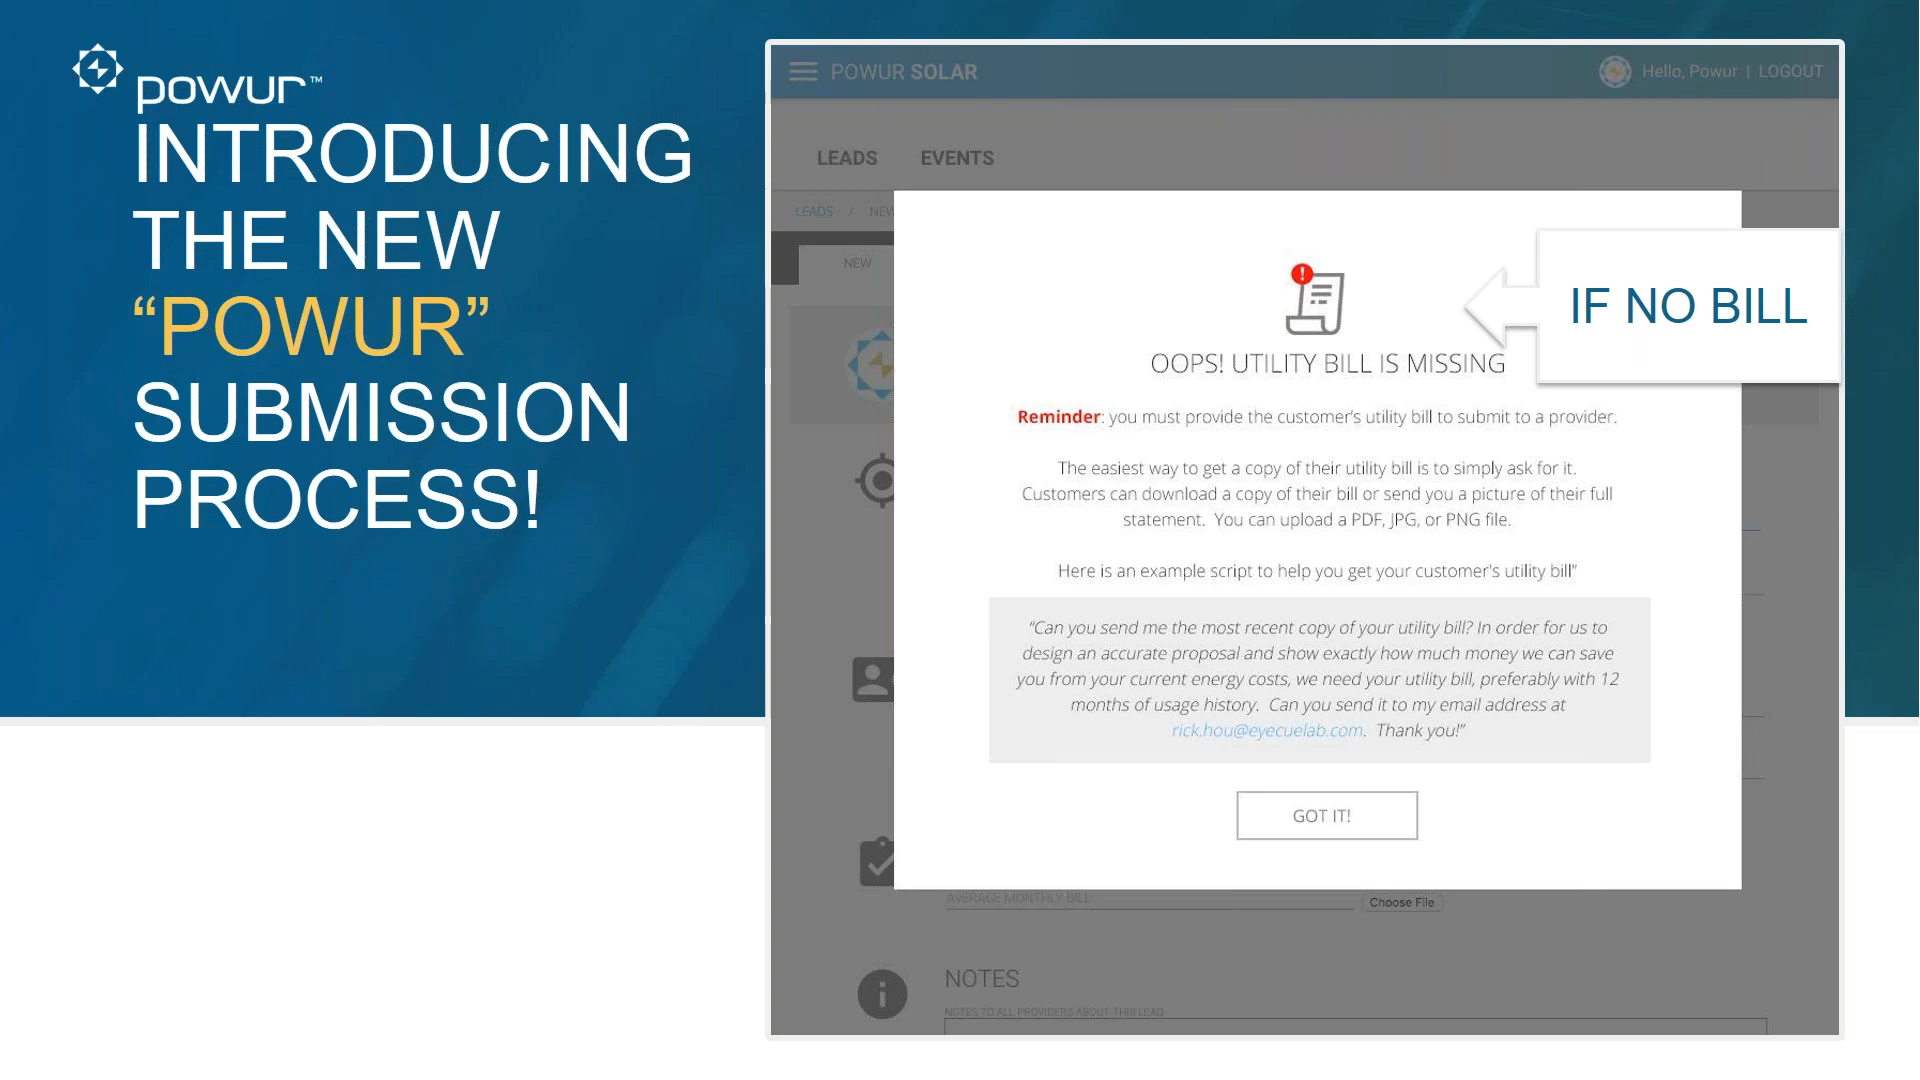 powur™
INTRODUCING
THE NEW
“POWUR”
SUBMISSION
PROCESS!
POWUR SOLAR
Hello, Powur | LOGOUT
LEADS EVENTS
LEADS / NEW
NEW
IF NO BILL
OOPS! UTILITY BILL IS MISSING
Reminder: you must provide the customer's utility bill to submit to a provider.
The easiest way to get a copy of their utility bill is to simply ask for it.
Customers can download a copy of their bill or send you a picture of their full
statement. You can upload a PDF, JPG, or PNG file.
Here is an example script to help you get your customer's utility bill”
“Can you send me the most recent copy of your utility bill? In order for us to
design an accurate proposal and show exactly how much money we can save
you from your current energy costs, we need your utility bill, preferably with 12
months of usage history. Can you send it to my email address at
rick.hou@eyecuelab.com. Thank you!”
GOT IT!
AVERAGE MONTHLY BILL
Choose File
NOTES
NOTES TO ALL PROVIDERS ABOUT THIS LEAD